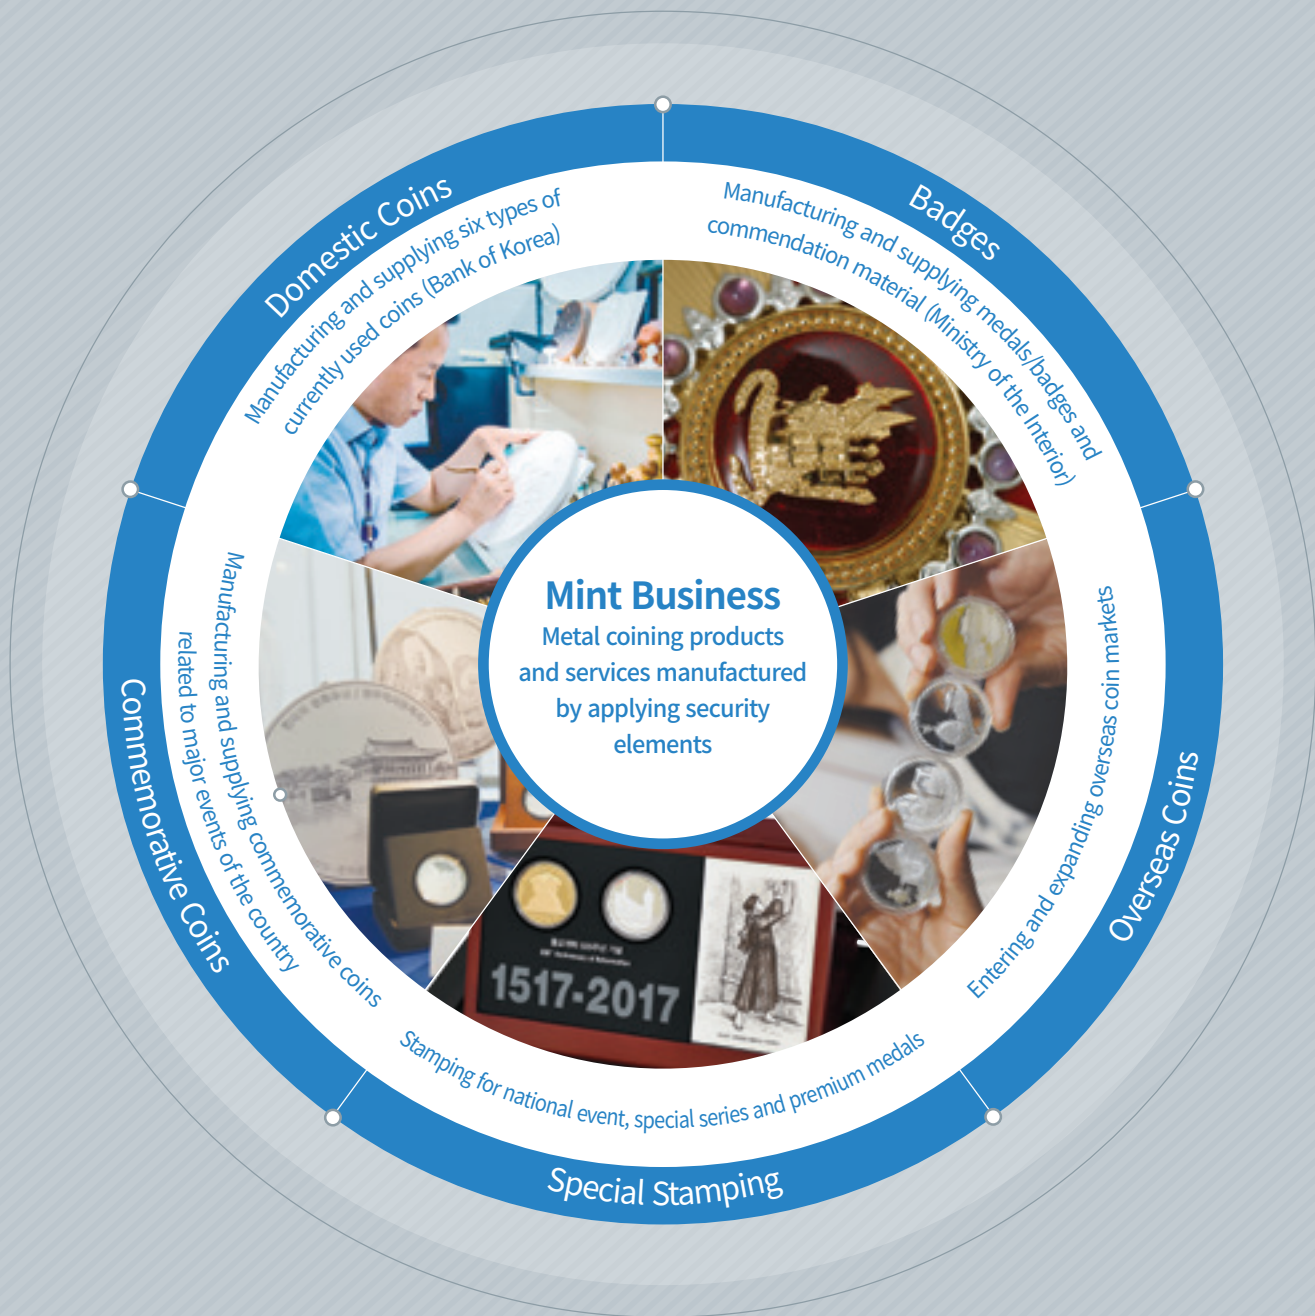 Mint Business
Metal coining products
and services manufactured
by applying security
elements
Domestic Coins
Manufacturing and supplying six types of
currently used coins (Bank of Korea)
Badges
Manufacturing and supplying medals/badges and
commendation material (Ministry of the Interior)
Overseas Coins
Entering and expanding overseas coin markets
Special Stamping
Stamping for national event, special series and premium medals
Commemorative Coins
Manufacturing and supplying commemorative coins
related to major events of the country
1517-2017